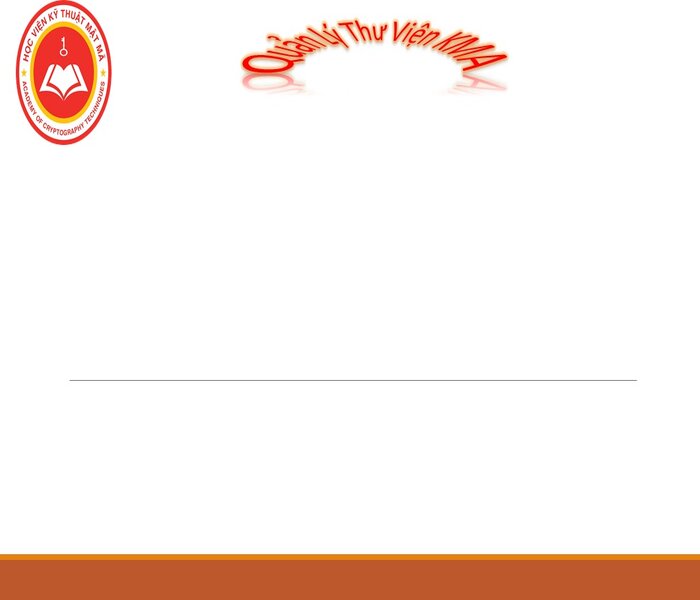 HỌC VIỆN KỸ THUẬT MẬT MÃ
ACADEMY OF CRYPTOGRAPHY TECHNIQUES
Quản Lý Thư Viện KMA